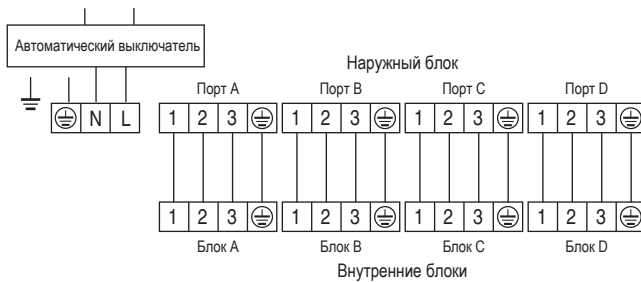 Автоматический выключатель
Наружный блок
Порт A Порт B Порт C Порт D
N L 1 2 3 1 2 3 1 2 3 1 2 3
1 2 3 1 2 3 1 2 3 1 2 3
Блок A Блок B Блок C Блок D
Внутренние блоки